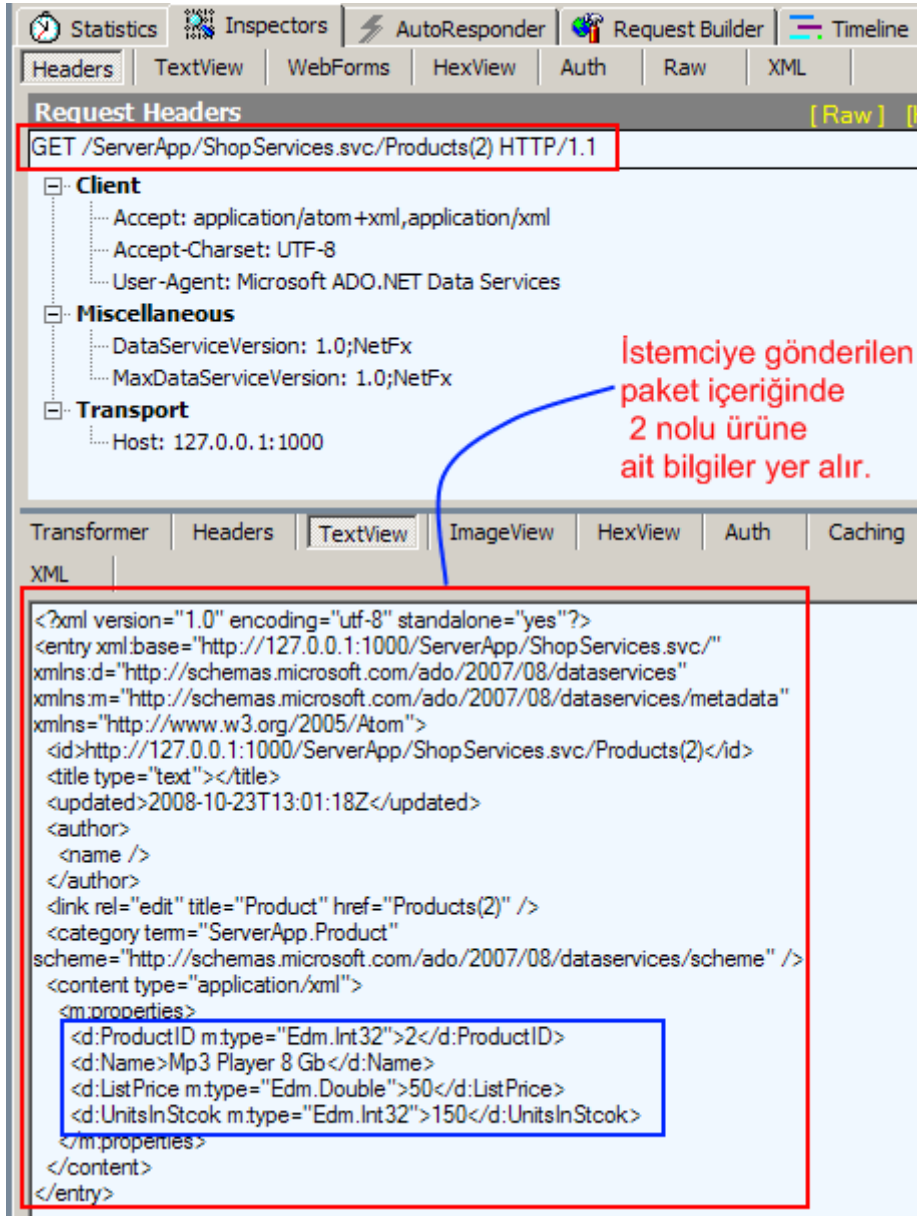 Statistics Inspectors AutoResponder Request Builder Timeline
Headers TextView WebForms HexView Auth Raw XML
Request Headers [ Raw ]
GET /ServerApp/ShopServices.svc/Products(2) HTTP/1.1
Client
Accept: application/atom+xml,application/xml
Accept-Charset: UTF-8
User-Agent: Microsoft ADO.NET Data Services
Miscellaneous
DataServiceVersion: 1.0;NetFx
MaxDataServiceVersion: 1.0;NetFx
Transport
Host: 127.0.0.1:1000
İstemciye gönderilen
paket içeriğinde
2 nolu ürüne
ait bilgiler yer alır.
Transformer Headers TextView ImageView HexView Auth Caching
XML
<?xml version="1.0" encoding="utf-8" standalone="yes"?>
<entry xml:base="http://127.0.0.1:1000/ServerApp/ShopServices.svc/"
xmlns:d="http://schemas.microsoft.com/ado/2007/08/dataservices"
xmlns:m="http://schemas.microsoft.com/ado/2007/08/dataservices/metadata"
xmlns="http://www.w3.org/2005/Atom">
<id>http://127.0.0.1:1000/ServerApp/ShopServices.svc/Products(2)</id>
<title type="text"></title>
<updated>2008-10-23T13:01:18Z</updated>
<author>
<name />
</author>
<link rel="edit" title="Product" href="Products(2)" />
<category term="ServerApp.Product"
scheme="http://schemas.microsoft.com/ado/2007/08/dataservices/scheme" />
<content type="application/xml">
<m:properties>
<d:ProductID m:type="Edm.Int32">2</d:ProductID>
<d:Name>Mp3 Player 8 Gb</d:Name>
<d:ListPrice m:type="Edm.Double">50</d:ListPrice>
<d:UnitsInStcok m:type="Edm.Int32">150</d:UnitsInStcok>
</m:properties>
</content>
</entry>